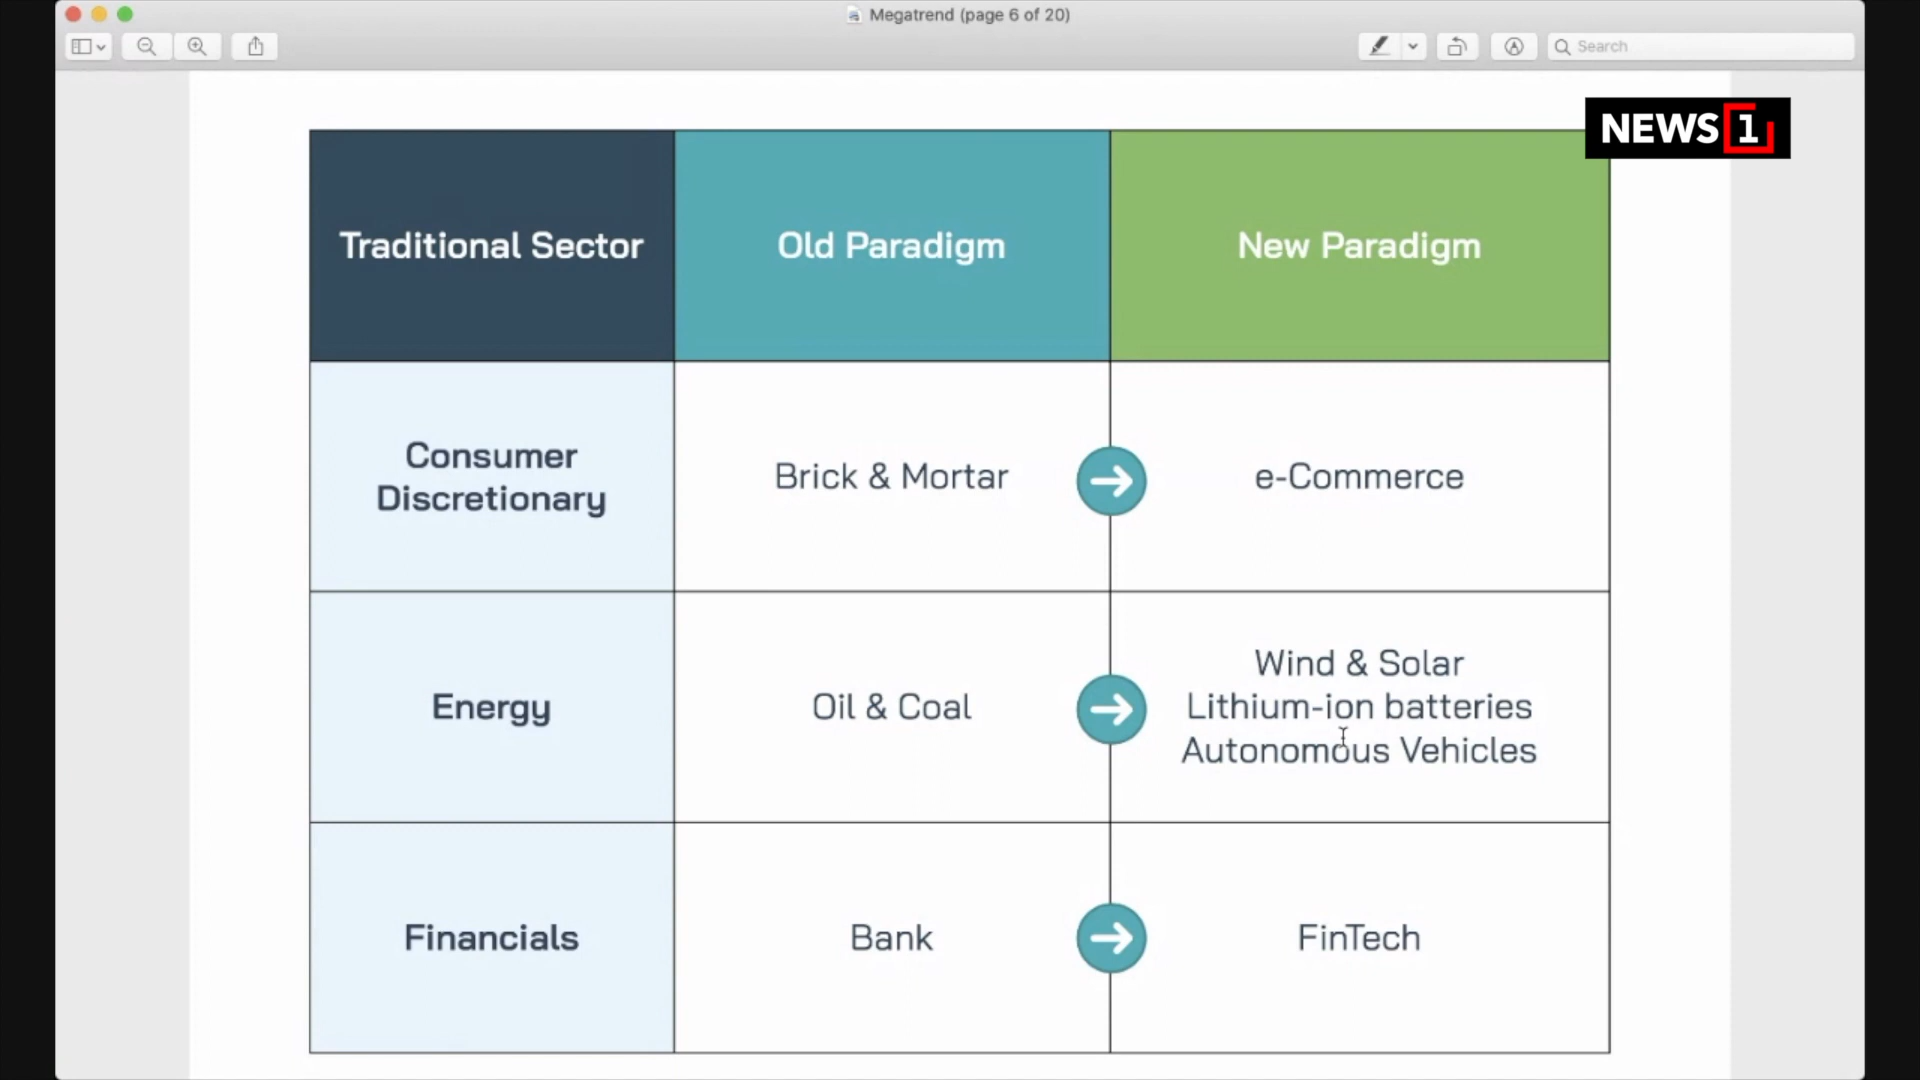 Megatrend (page 6 of 20)
Search
NEWS 1
Traditional Sector
Old Paradigm
New Paradigm
Consumer
Discretionary
Brick & Mortar
e-Commerce
Energy
Oil & Coal
Wind & Solar
Lithium-ion batteries
Autonomous Vehicles
Financials
Bank
FinTech